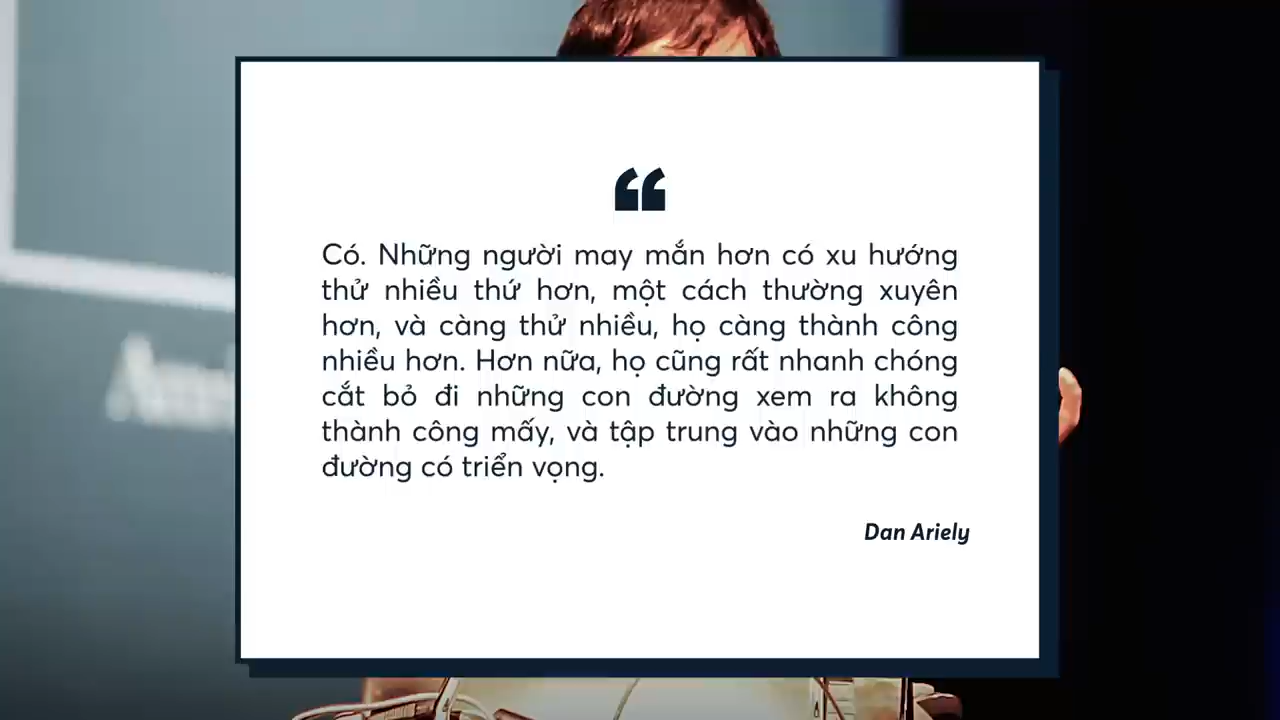 “
Có. Những người may mắn hơn có xu hướng
thử nhiều thứ hơn, một cách thường xuyên
hơn, và càng thử nhiều, họ càng thành công
nhiều hơn. Hơn nữa, họ cũng rất nhanh chóng
cắt bỏ đi những con đường xem ra không
thành công mấy, và tập trung vào những con
đường có triển vọng.
Dan Ariely